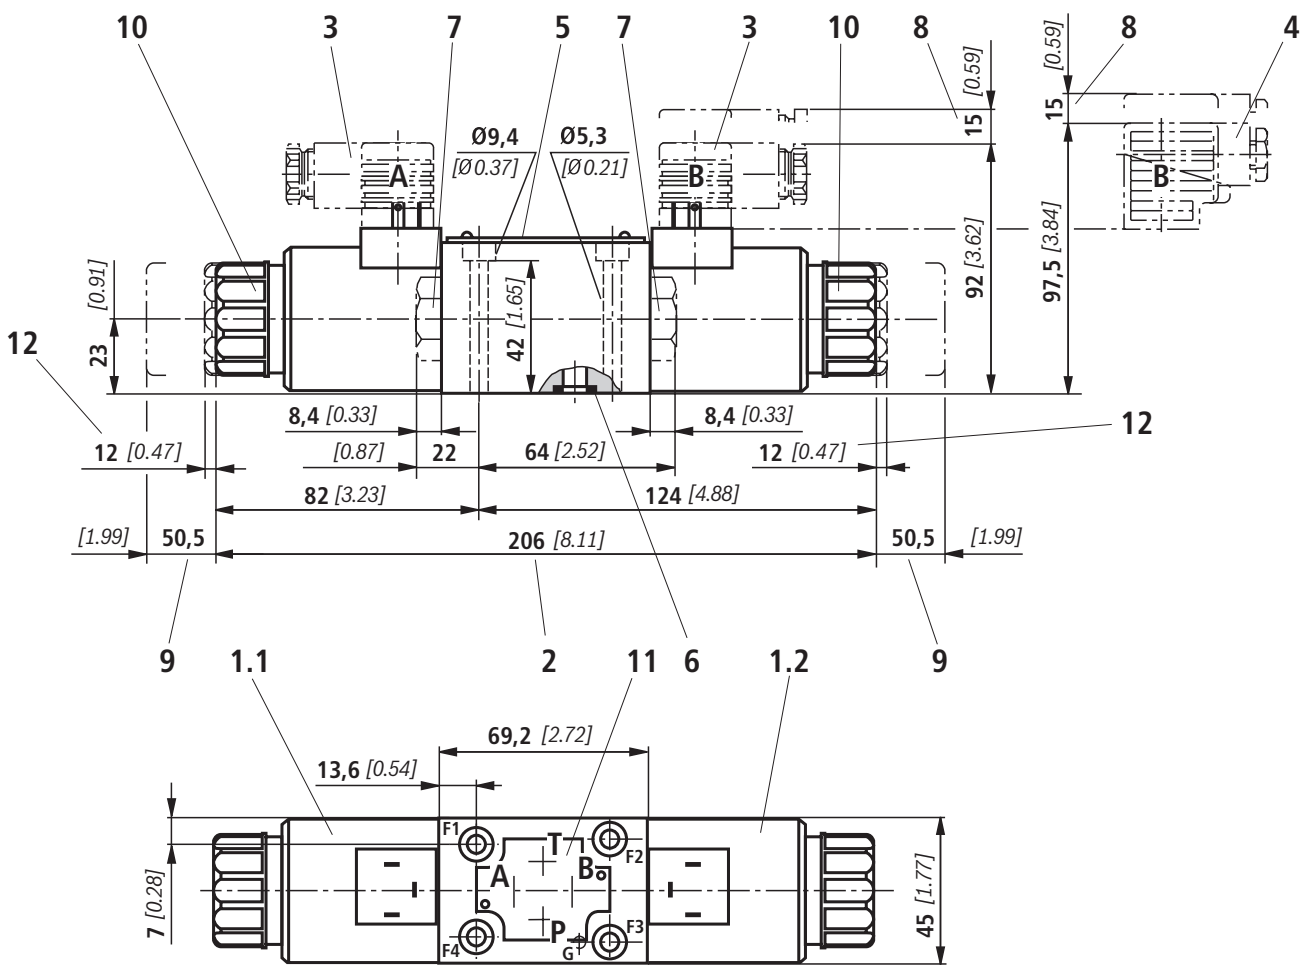 10 3 7 5 7 3 10 8 8 4
[0.59]
15
[0.59]
15
Ø9,4
[Ø0.37]
Ø5,3
[Ø0.21]
A
B
B
92 [3.62]
97,5 [3.84]
[0.91]
23
42 [1.65]
12
8,4 [0.33]
8,4 [0.33]
12
12 [0.47]
[0.87] 22
64 [2.52]
12 [0.47]
82 [3.23]
124 [4.88]
[1.99] 50,5
206 [8.11]
50,5 [1.99]
9 1.1 2 11 6 1.2 9
69,2 [2.72]
13,6 [0.54]
7 [0.28]
F1
T
F2
A
B
F4
P
G
F3
45 [1.77]